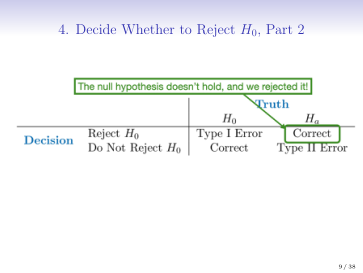 4. Decide Whether to Reject H₀, Part 2
The null hypothesis doesn't hold, and we rejected it!
Truth
H₀ Hₐ
Decision Reject H₀ Type I Error Correct
Do Not Reject H₀ Correct Type II Error
9 / 38